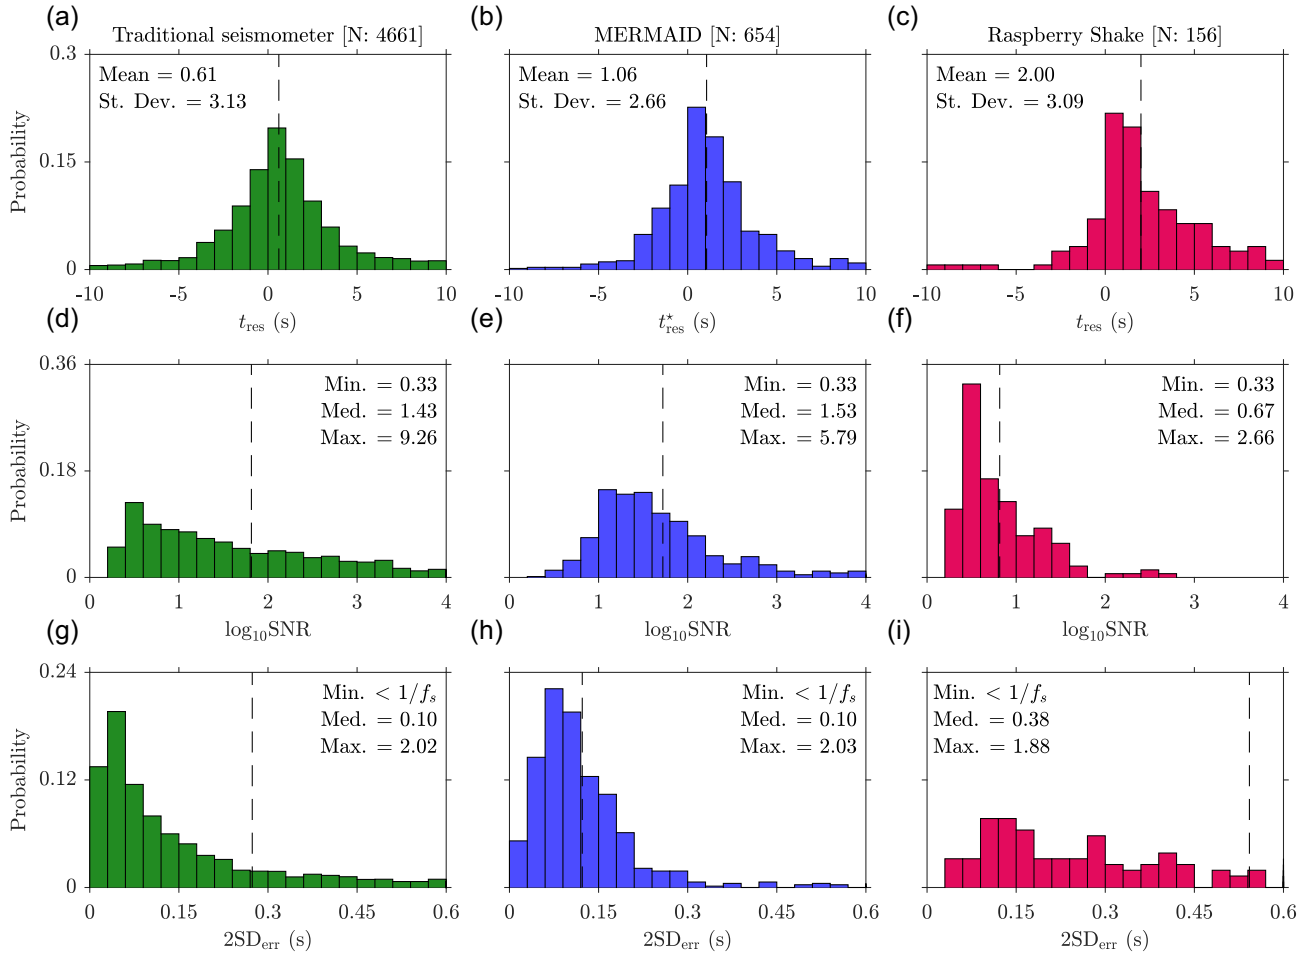 (a)
(b)
(c)
Traditional seismometer [N: 4661]
MERMAID [N: 654]
Raspberry Shake [N: 156]
0.3
0.15
0
Probability
Mean = 0.61
St. Dev. = 3.13
Mean = 1.06
St. Dev. = 2.66
Mean = 2.00
St. Dev. = 3.09
-10 -5 0 5 10
-10 -5 0 5 10
-10 -5 0 5 10
t_res (s)
t*_res (s)
t_res (s)
(d)
(e)
(f)
0.36
0.18
0
Probability
Min. = 0.33
Med. = 1.43
Max. = 9.26
Min. = 0.33
Med. = 1.53
Max. = 5.79
Min. = 0.33
Med. = 0.67
Max. = 2.66
0 1 2 3 4
0 1 2 3 4
0 1 2 3 4
log₁₀SNR
log₁₀SNR
log₁₀SNR
(g)
(h)
(i)
0.24
0.12
0
Probability
Min. < 1/f_s
Med. = 0.10
Max. = 2.02
Min. < 1/f_s
Med. = 0.10
Max. = 2.03
Min. < 1/f_s
Med. = 0.38
Max. = 1.88
0 0.15 0.3 0.45 0.6
0 0.15 0.3 0.45 0.6
0 0.15 0.3 0.45 0.6
2SD_err (s)
2SD_err (s)
2SD_err (s)